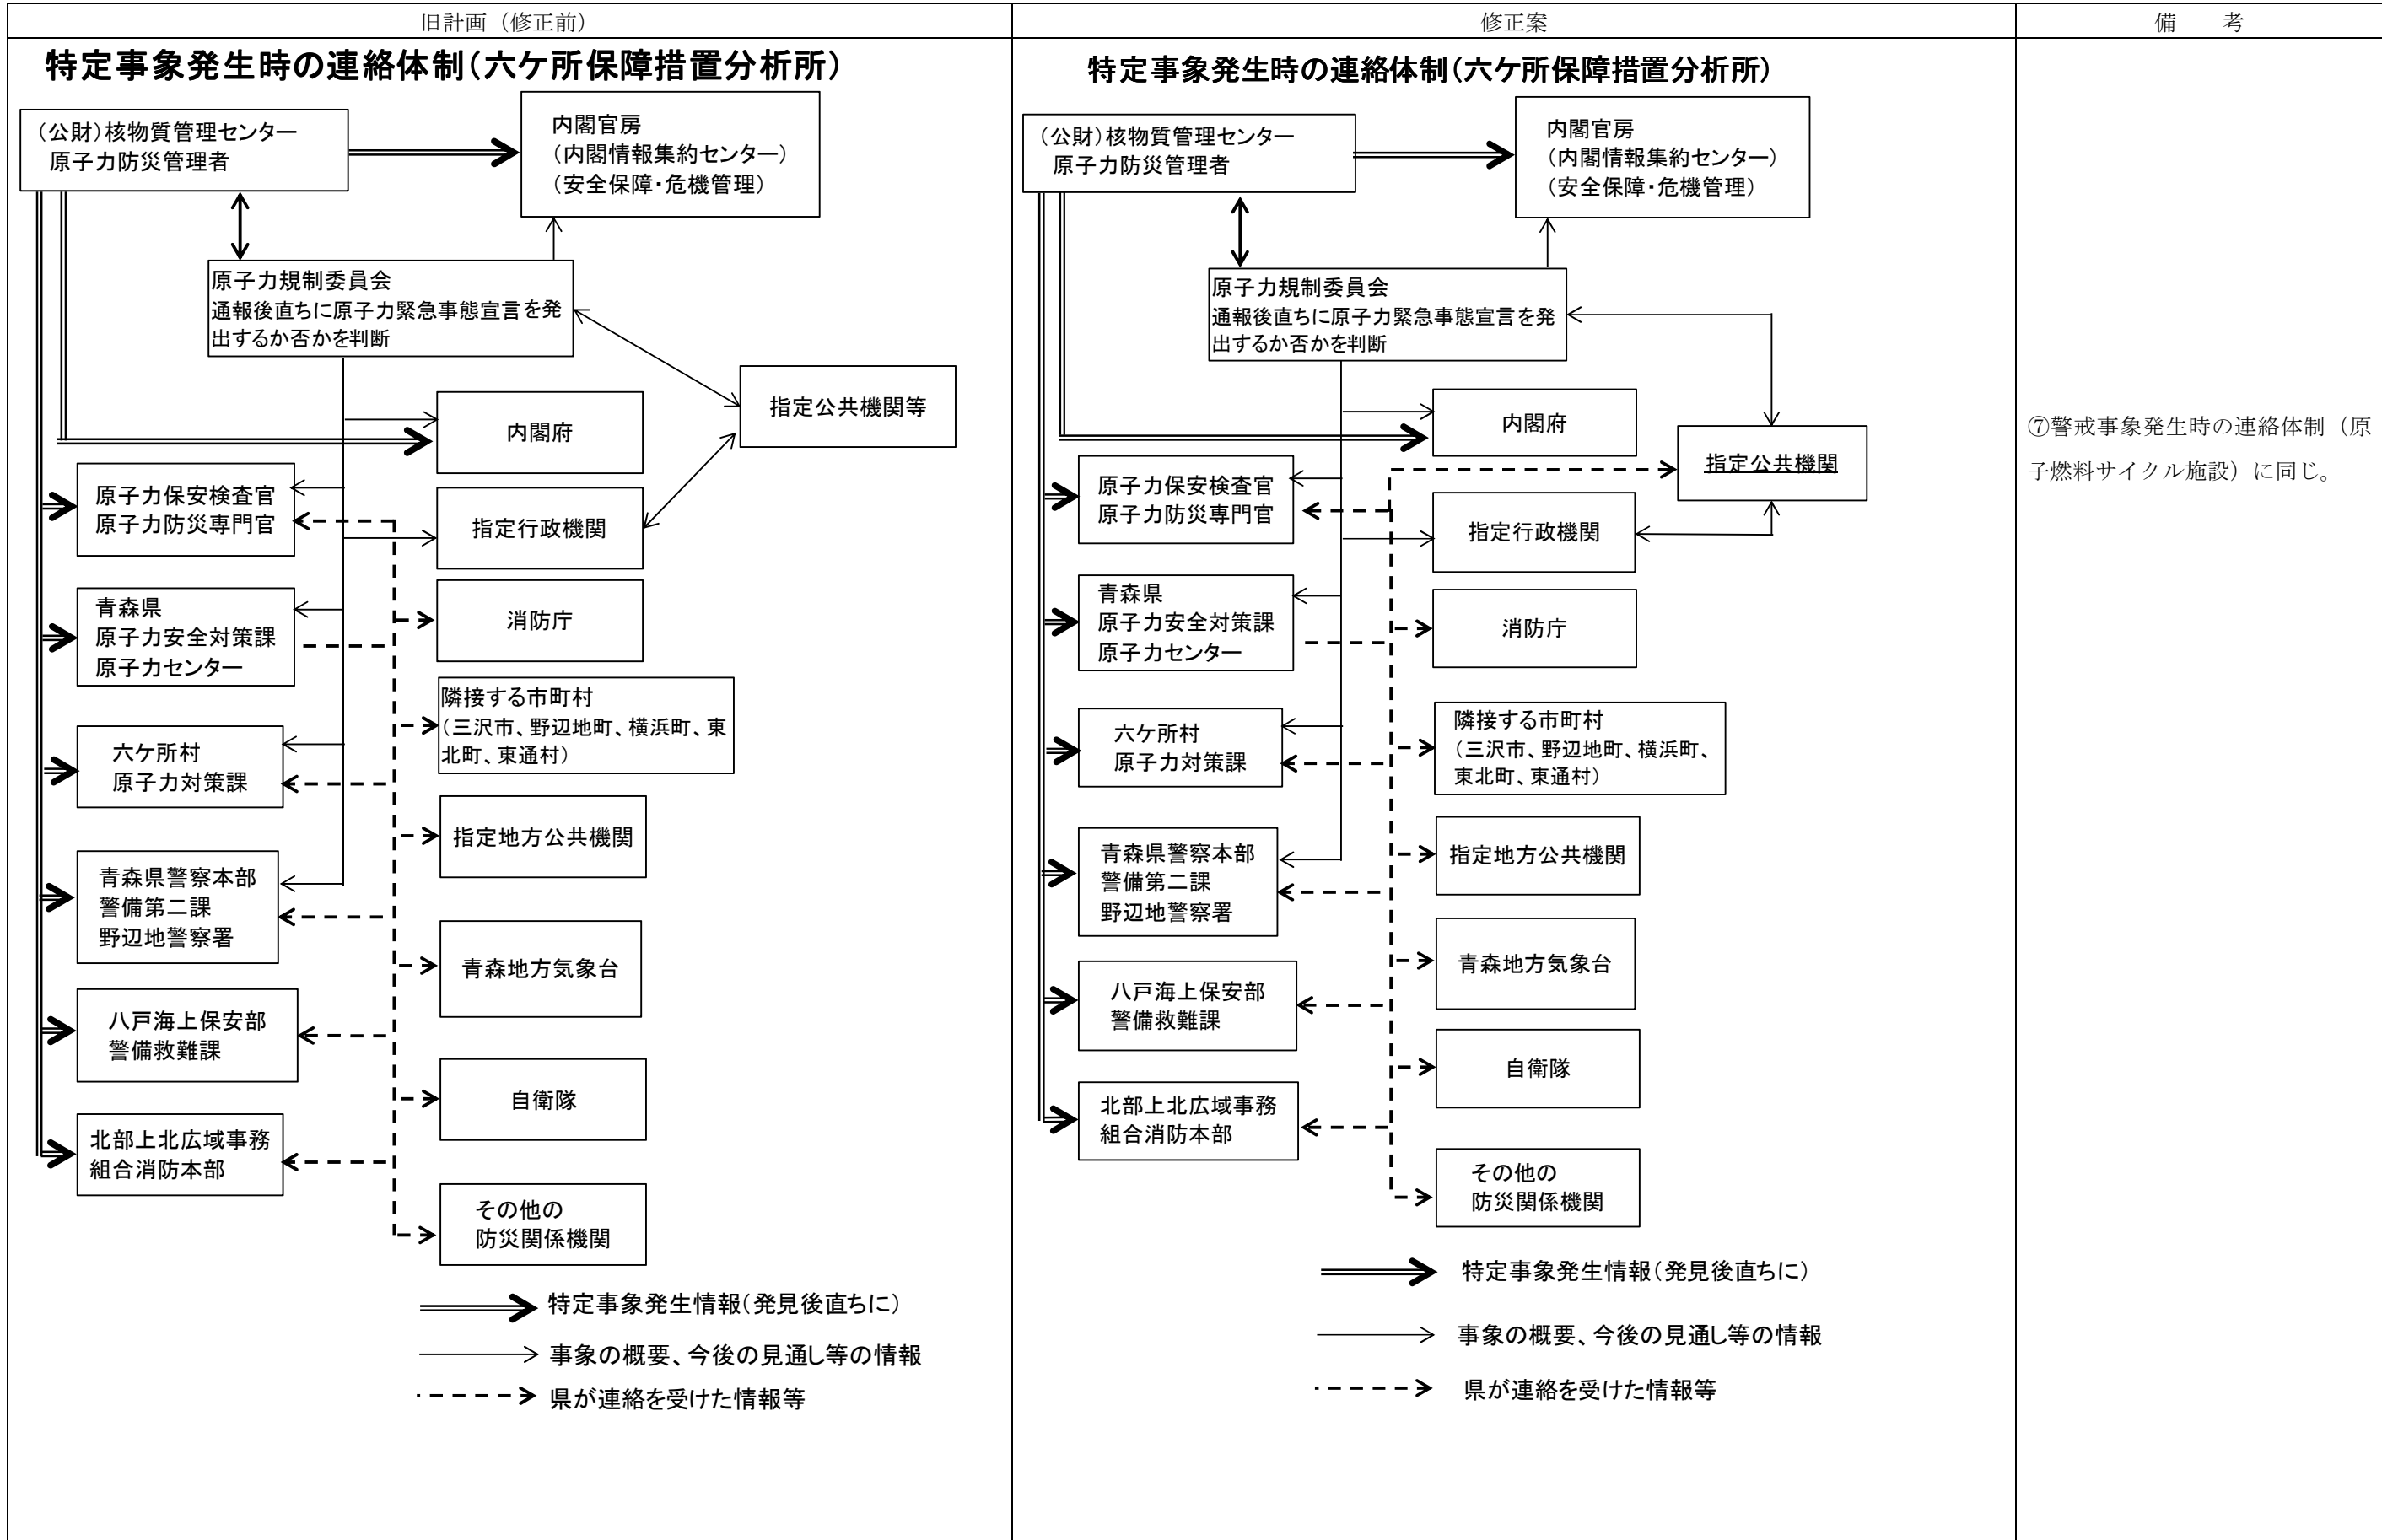 旧計画（修正前）
修正案
備　　考
特定事象発生時の連絡体制(六ケ所保障措置分析所)
（公財）核物質管理センター
原子力防災管理者
内閣官房
（内閣情報集約センター）
（安全保障・危機管理）
原子力規制委員会
通報後直ちに原子力緊急事態宣言を発
出するか否かを判断
指定公共機関等
内閣府
原子力保安検査官
原子力防災専門官
指定行政機関
青森県
原子力安全対策課
原子力センター
消防庁
隣接する市町村
（三沢市、野辺地町、横浜町、東
北町、東通村）
六ケ所村
原子力対策課
指定地方公共機関
青森県警察本部
警備第二課
野辺地警察署
青森地方気象台
八戸海上保安部
警備救難課
自衛隊
北部上北広域事務
組合消防本部
その他の
防災関係機関
特定事象発生情報（発見後直ちに）
事象の概要、今後の見通し等の情報
県が連絡を受けた情報等
特定事象発生時の連絡体制(六ケ所保障措置分析所)
（公財）核物質管理センター
原子力防災管理者
内閣官房
（内閣情報集約センター）
（安全保障・危機管理）
原子力規制委員会
通報後直ちに原子力緊急事態宣言を発
出するか否かを判断
内閣府
指定公共機関
原子力保安検査官
原子力防災専門官
指定行政機関
青森県
原子力安全対策課
原子力センター
消防庁
隣接する市町村
（三沢市、野辺地町、横浜町、
東北町、東通村）
六ケ所村
原子力対策課
指定地方公共機関
青森県警察本部
警備第二課
野辺地警察署
青森地方気象台
八戸海上保安部
警備救難課
自衛隊
北部上北広域事務
組合消防本部
その他の
防災関係機関
特定事象発生情報（発見後直ちに）
事象の概要、今後の見通し等の情報
県が連絡を受けた情報等
⑦警戒事象発生時の連絡体制（原
子燃料サイクル施設）に同じ。